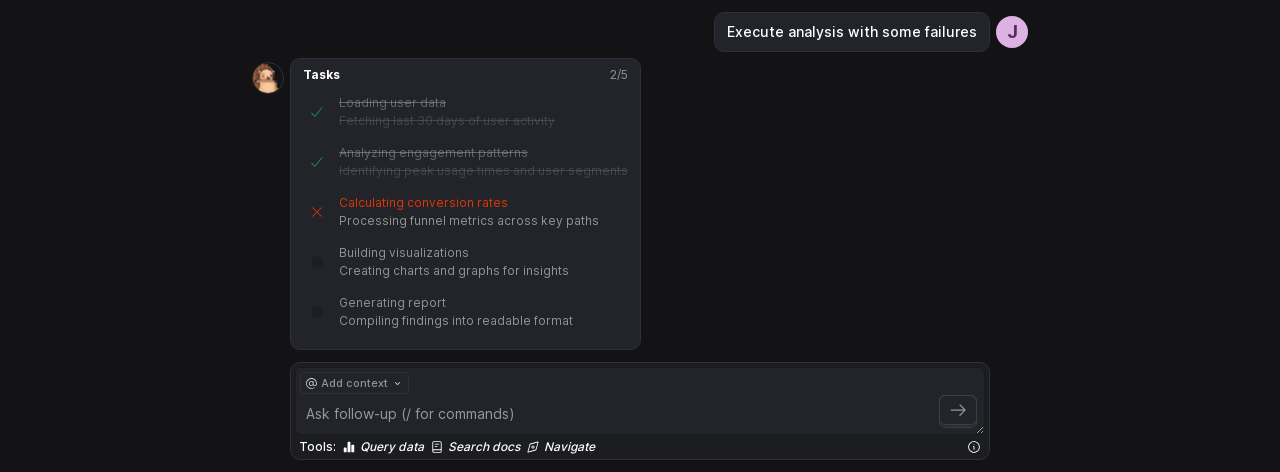 Execute analysis with some failures
J
Tasks 2/5
Loading user data
Fetching last 30 days of user activity
Analyzing engagement patterns
Identifying peak usage times and user segments
Calculating conversion rates
Processing funnel metrics across key paths
Building visualizations
Creating charts and graphs for insights
Generating report
Compiling findings into readable format
@ Add context
Ask follow-up (/ for commands)
Tools: Query data Search docs Navigate